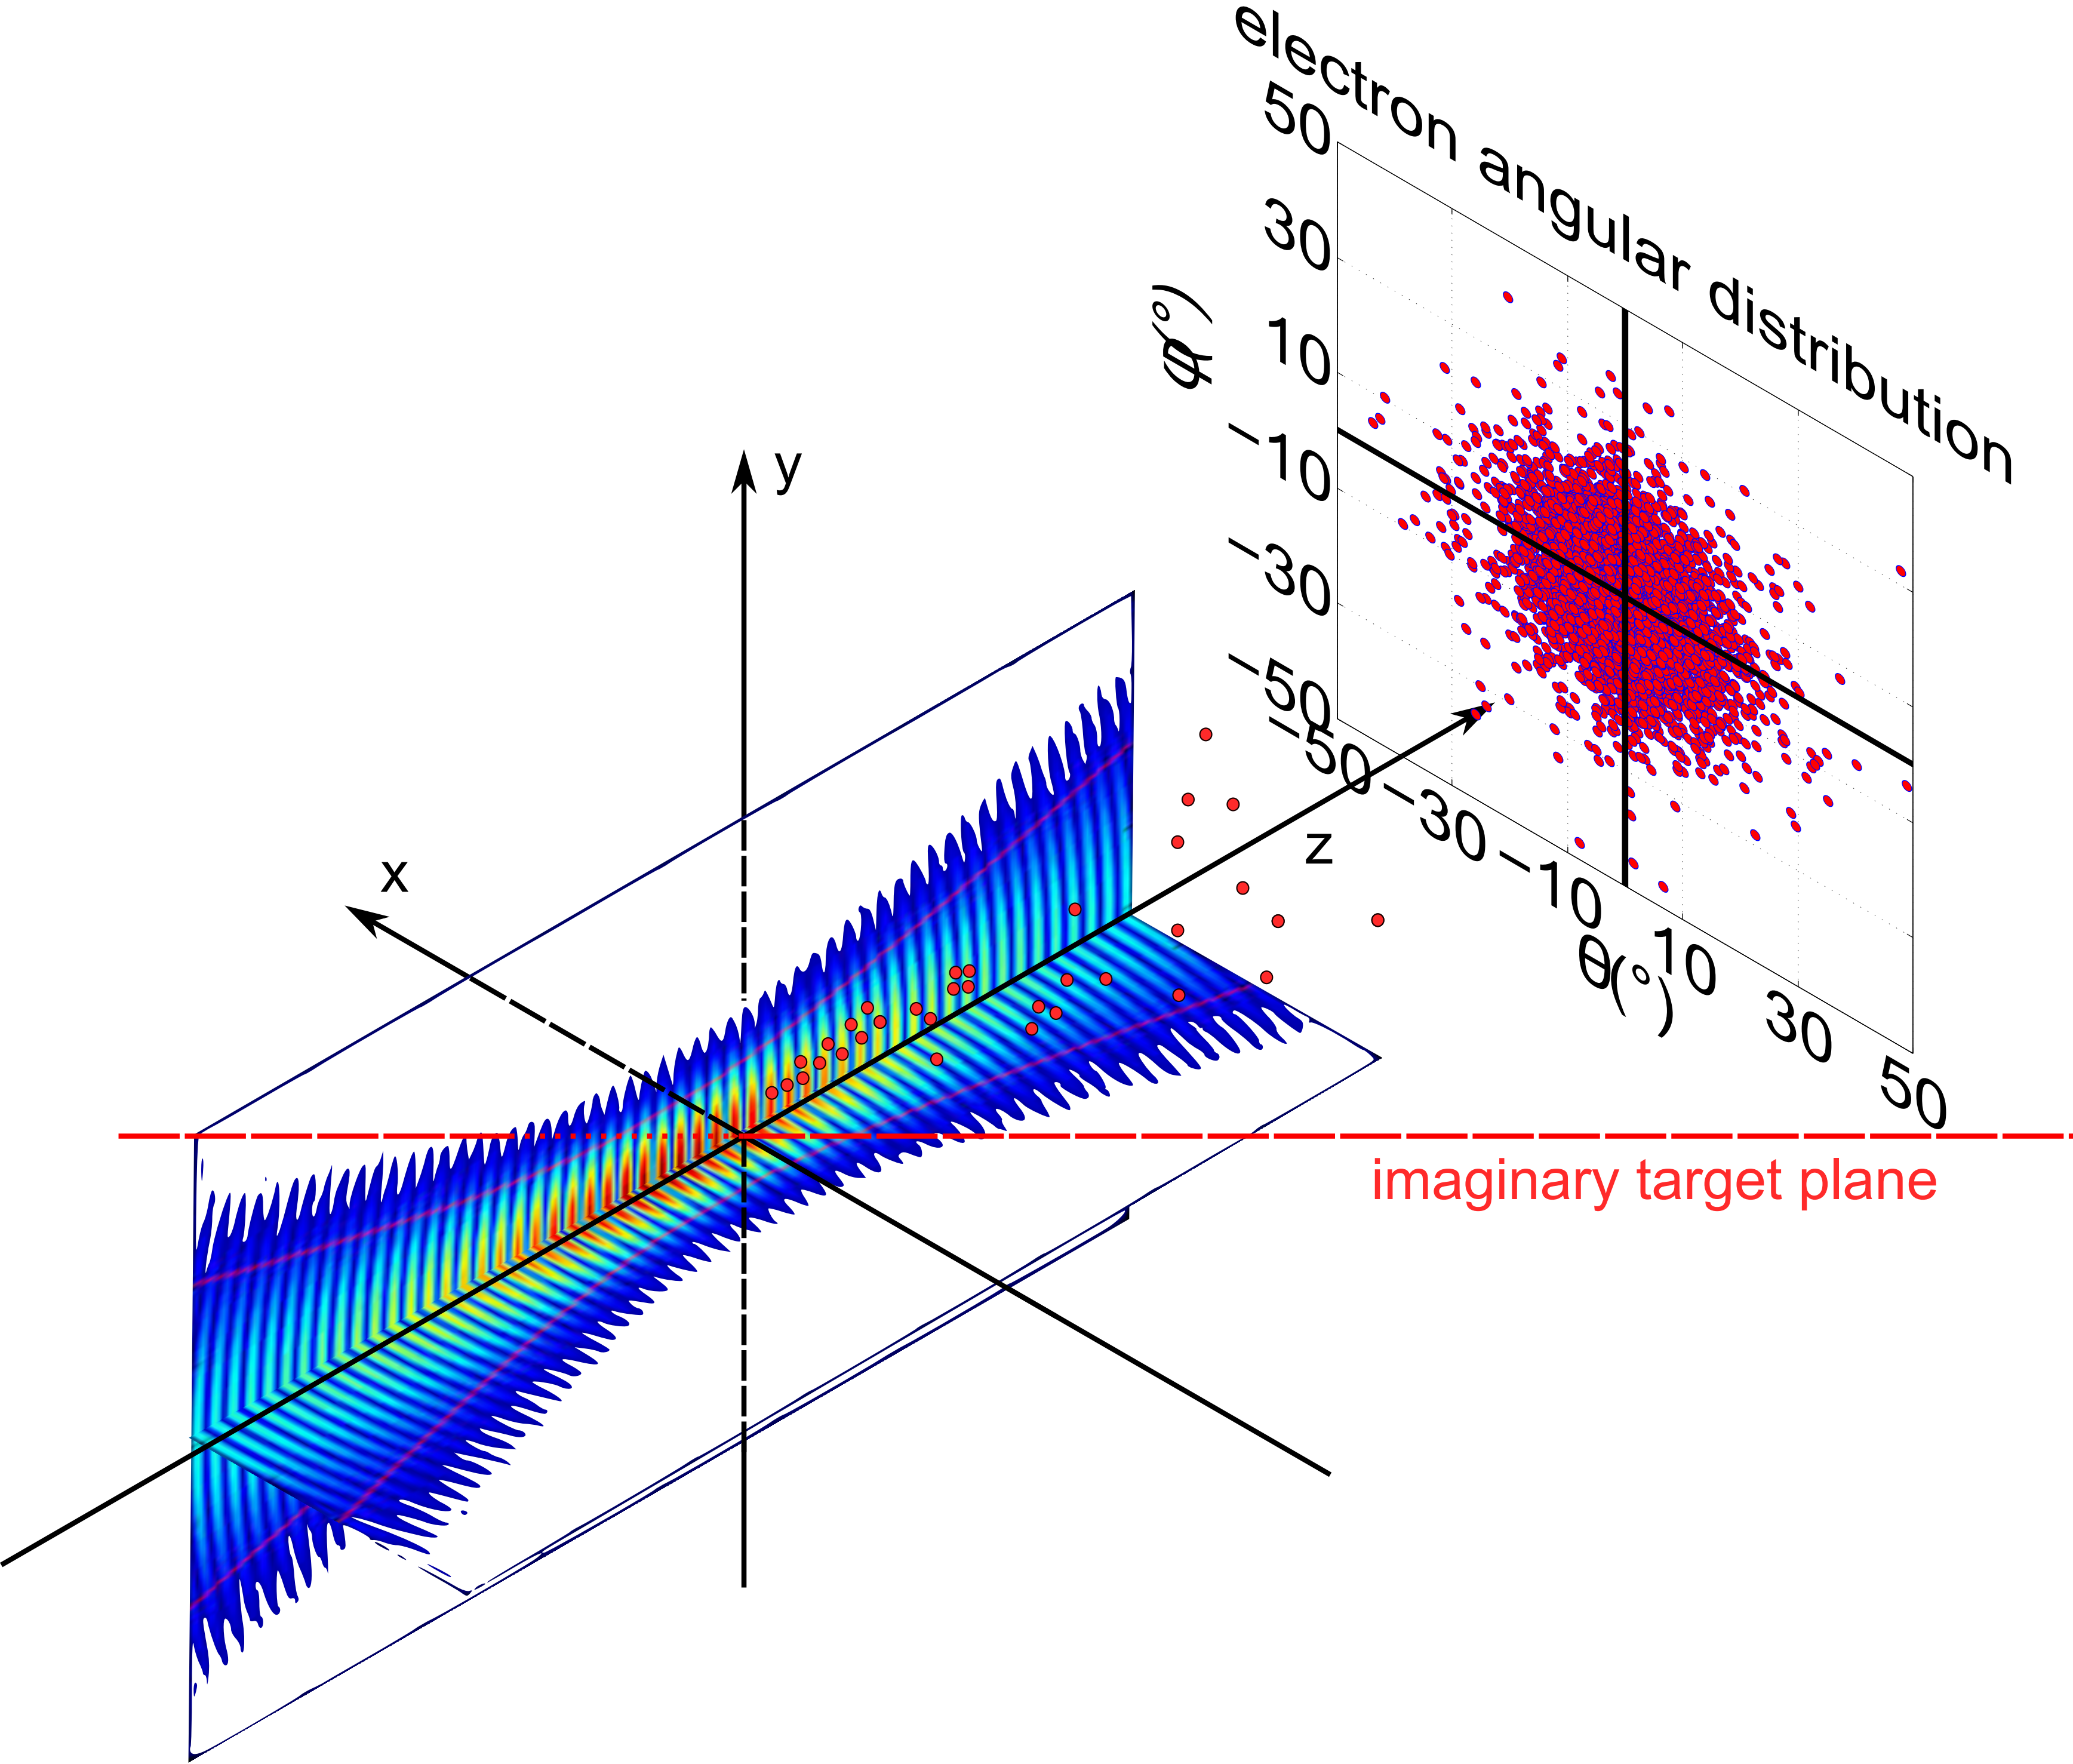 electron angular distribution
50
30
10
−10
−30
−50
(°)
−50
−30
−10
10
30
50
θ(°)
y
x
z
imaginary target plane